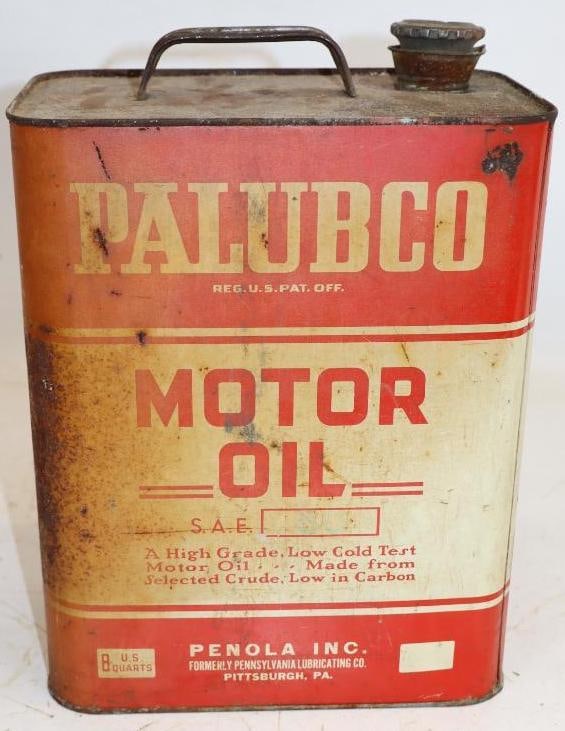 PALUBCO
REG. U.S. PAT. OFF.
MOTOR
OIL
S.A.E.
A High Grade, Low Cold Test
Motor Oil . . . Made from
Selected Crude, Low in Carbon
8 U.S. QUARTS
PENOLA INC.
FORMERLY PENNSYLVANIA LUBRICATING CO.
PITTSBURGH, PA.